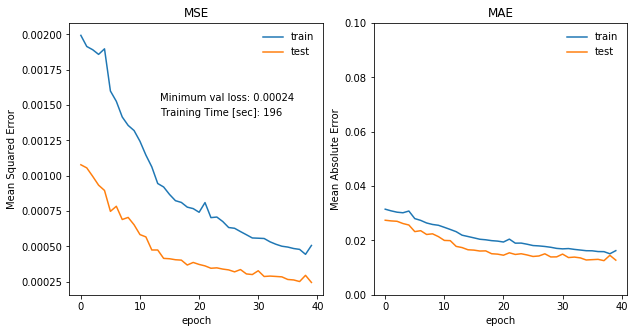 MSE
0.00200
0.00175
0.00150
0.00125
0.00100
0.00075
0.00050
0.00025
Mean Squared Error
train
test
Minimum val loss: 0.00024
Training Time [sec]: 196
0 10 20 30 40
epoch
MAE
0.10
0.08
0.06
0.04
0.02
0.00
Mean Absolute Error
train
test
0 10 20 30 40
epoch